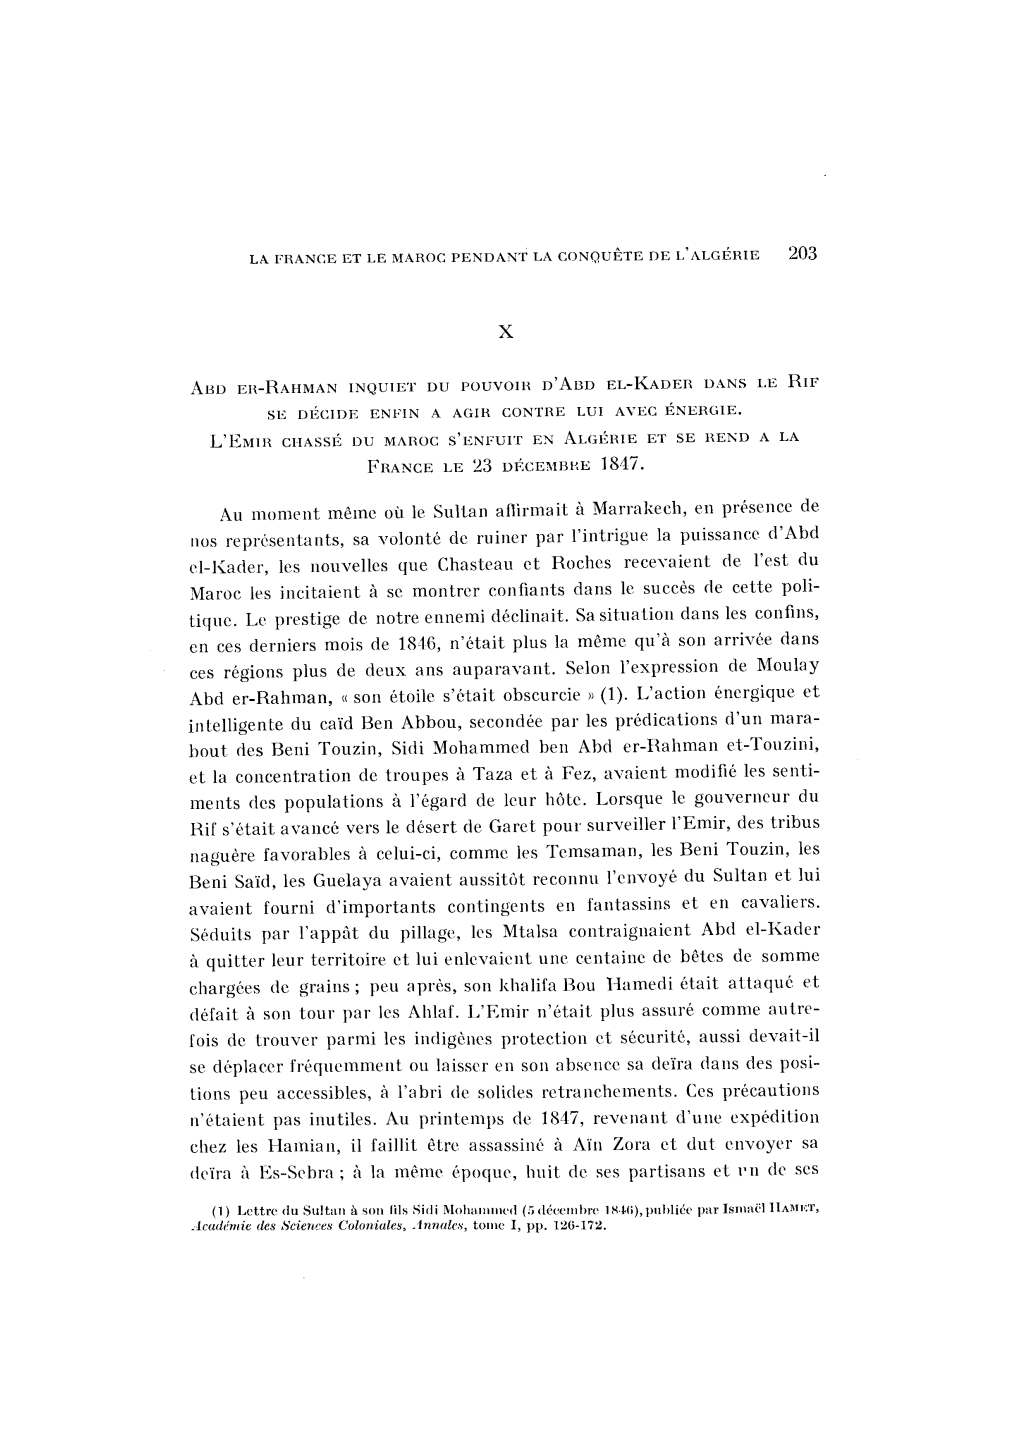 LA FRANCE ET LE MAROC PENDANT LA CONQUÊTE DE L'ALGÉRIE 203
X
ABD ER-RAHMAN INQUIET DU POUVOIR D'ABD EL-KADER DANS LE RIF
SE DÉCIDE ENFIN A AGIR CONTRE LUI AVEC ÉNERGIE.
L'EMIR CHASSÉ DU MAROC S'ENFUIT EN ALGÉRIE ET SE REND A LA
FRANCE LE 23 DÉCEMBRE 1847.
Au moment même où le Sultan affirmait à Marrakech, en présence de
nos représentants, sa volonté de ruiner par l'intrigue la puissance d'Abd
el-Kader, les nouvelles que Chasteau et Roches recevaient de l'est du
Maroc les incitaient à se montrer confiants dans le succès de cette poli-
tique. Le prestige de notre ennemi déclinait. Sa situation dans les confins,
en ces derniers mois de 1846, n'était plus la même qu'à son arrivée dans
ces régions plus de deux ans auparavant. Selon l'expression de Moulay
Abd er-Rahman, « son étoile s'était obscurcie » (1). L'action énergique et
intelligente du caïd Ben Abbou, secondée par les prédications d'un mara-
bout des Beni Touzin, Sidi Mohammed ben Abd er-Rahman et-Touzini,
et la concentration de troupes à Taza et à Fez, avaient modifié les senti-
ments des populations à l'égard de leur hôte. Lorsque le gouverneur du
Rif s'était avancé vers le désert de Garet pour surveiller l'Emir, des tribus
naguère favorables à celui-ci, comme les Temsaman, les Beni Touzin, les
Beni Saïd, les Guelaya avaient aussitôt reconnu l'envoyé du Sultan et lui
avaient fourni d'importants contingents en fantassins et en cavaliers.
Séduits par l'appât du pillage, les Mtalsa contraignaient Abd el-Kader
à quitter leur territoire et lui enlevaient une centaine de bêtes de somme
chargées de grains ; peu après, son khalifa Bou Hamedi était attaqué et
défait à son tour par les Ahlaf. L'Emir n'était plus assuré comme autre-
fois de trouver parmi les indigènes protection et sécurité, aussi devait-il
se déplacer fréquemment ou laisser en son absence sa deïra dans des posi-
tions peu accessibles, à l'abri de solides retranchements. Ces précautions
n'étaient pas inutiles. Au printemps de 1847, revenant d'une expédition
chez les Hamian, il faillit être assassiné à Aïn Zora et dut envoyer sa
deïra à Es-Sebra ; à la même époque, huit de ses partisans et un de ses
(1) Lettre du Sultan à son fils Sidi Mohammed (5 décembre 1846), publiée par Ismaël HAMET,
Académie des Sciences Coloniales, Annales, tome I, pp. 126-172.